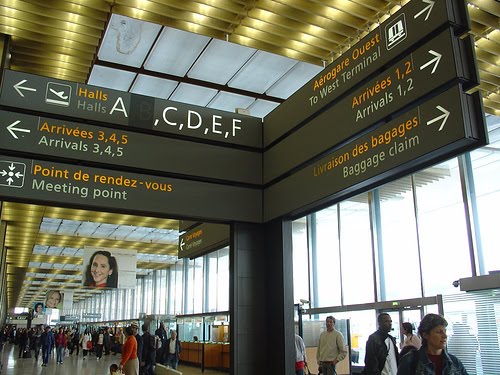 Halls
Halls A B,C,D,E,F
Arrivées 3,4,5
Arrivals 3,4,5
Point de rendez-vous
Meeting point
Aérogare Ouest
To West Terminal
Arrivées 1,2
Arrivals 1,2
Livraison des bagages
Baggage claim